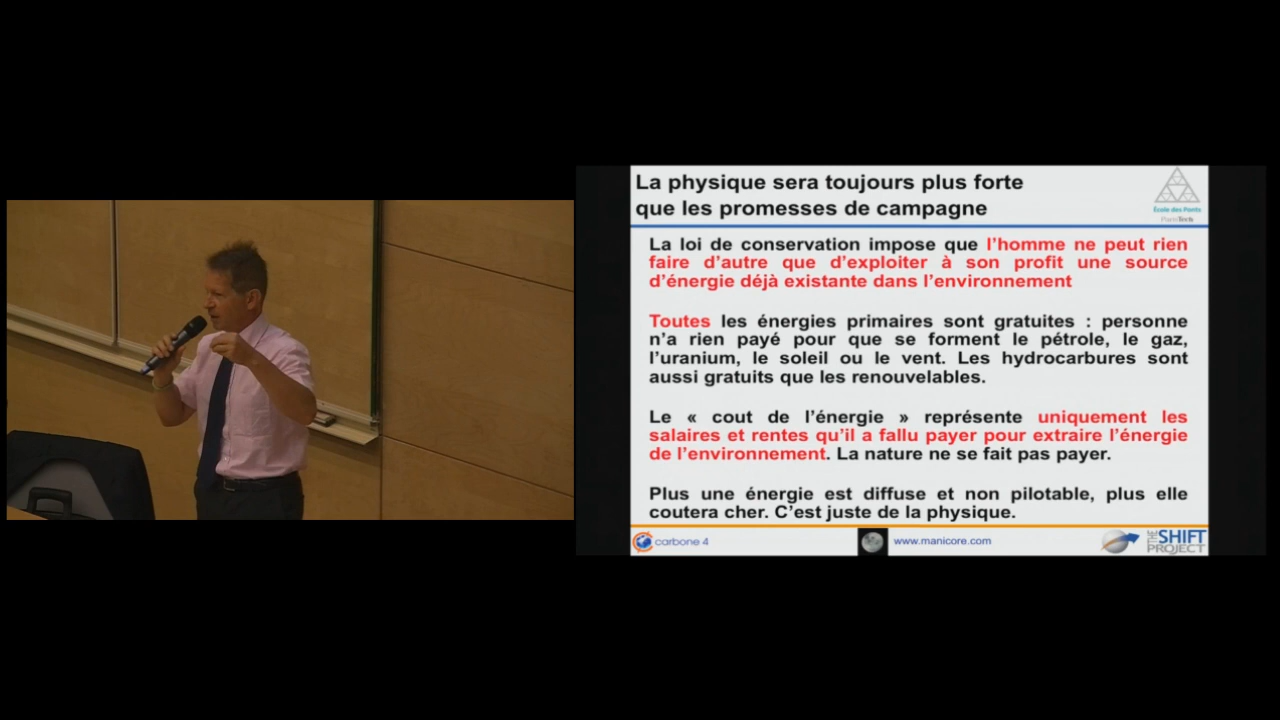 La physique sera toujours plus forte
que les promesses de campagne
École des Ponts
ParisTech
La loi de conservation impose que l'homme ne peut rien
faire d'autre que d'exploiter à son profit une source
d'énergie déjà existante dans l'environnement
Toutes les énergies primaires sont gratuites : personne
n'a rien payé pour que se forment le pétrole, le gaz,
l'uranium, le soleil ou le vent. Les hydrocarbures sont
aussi gratuits que les renouvelables.
Le « cout de l'énergie » représente uniquement les
salaires et rentes qu'il a fallu payer pour extraire l'énergie
de l'environnement. La nature ne se fait pas payer.
Plus une énergie est diffuse et non pilotable, plus elle
coutera cher. C'est juste de la physique.
carbone 4
www.manicore.com
THE SHIFT
PROJECT